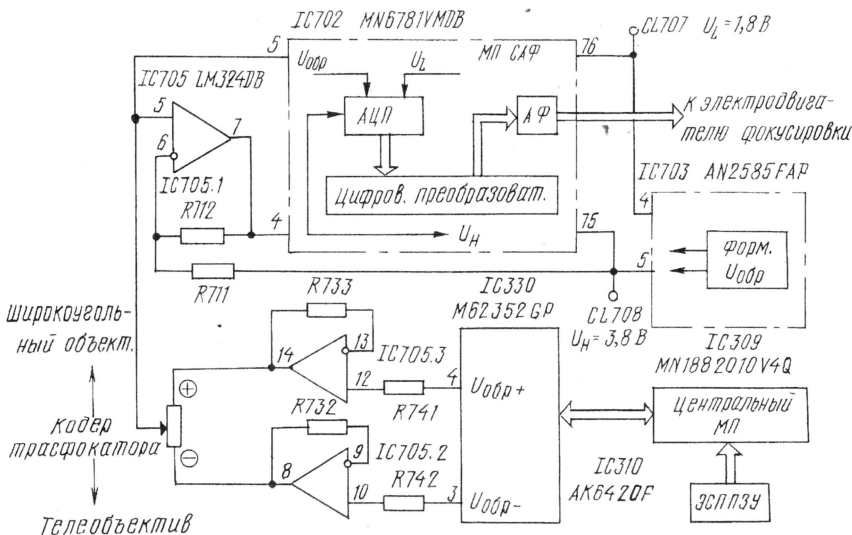 IC702 MN6781VMDB
CL707 U_L=1,8 В
5
U_ОБР
U_L
МП САФ
76
IC705 LM324DB
АЦП
АФ
К ЭЛЕКТРОДВИГА-
ТЕЛЮ ФОКУСИРОВКИ
5
6
7
IC705.1
R712
Цифров. преобразоват.
IC703 AN2585FAP
4
4
U_H
75
5
ФОРМ.
U_ОБР
R711
R733
IC330
M62352GP
CL708
U_H=3,8 В
Широкоуголь-
ный объект.
14
13
IC705.3
12
R741
4
U_ОБР+
IC309
MN1882010V4Q
ЦЕНТРАЛЬНЫЙ
МП
+
R732
Кодер
трасфокатора
−
8
9
IC705.2
10
R742
3
U_ОБР-
IC310
AK6420F
ЭСППЗУ
Телеобъектив